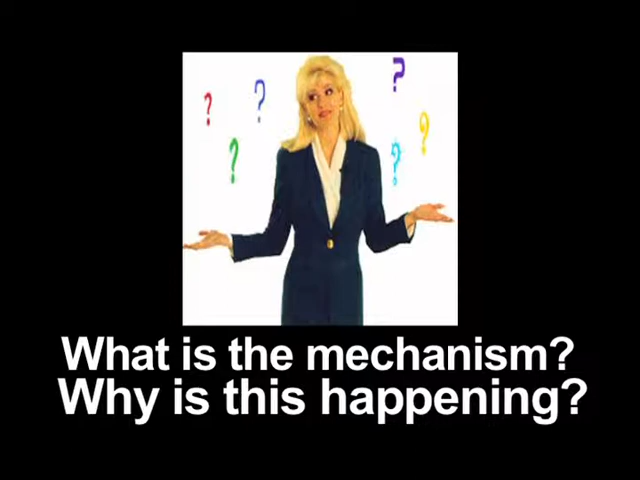 ? ? ? ? ? ?
What is the mechanism?
Why is this happening?